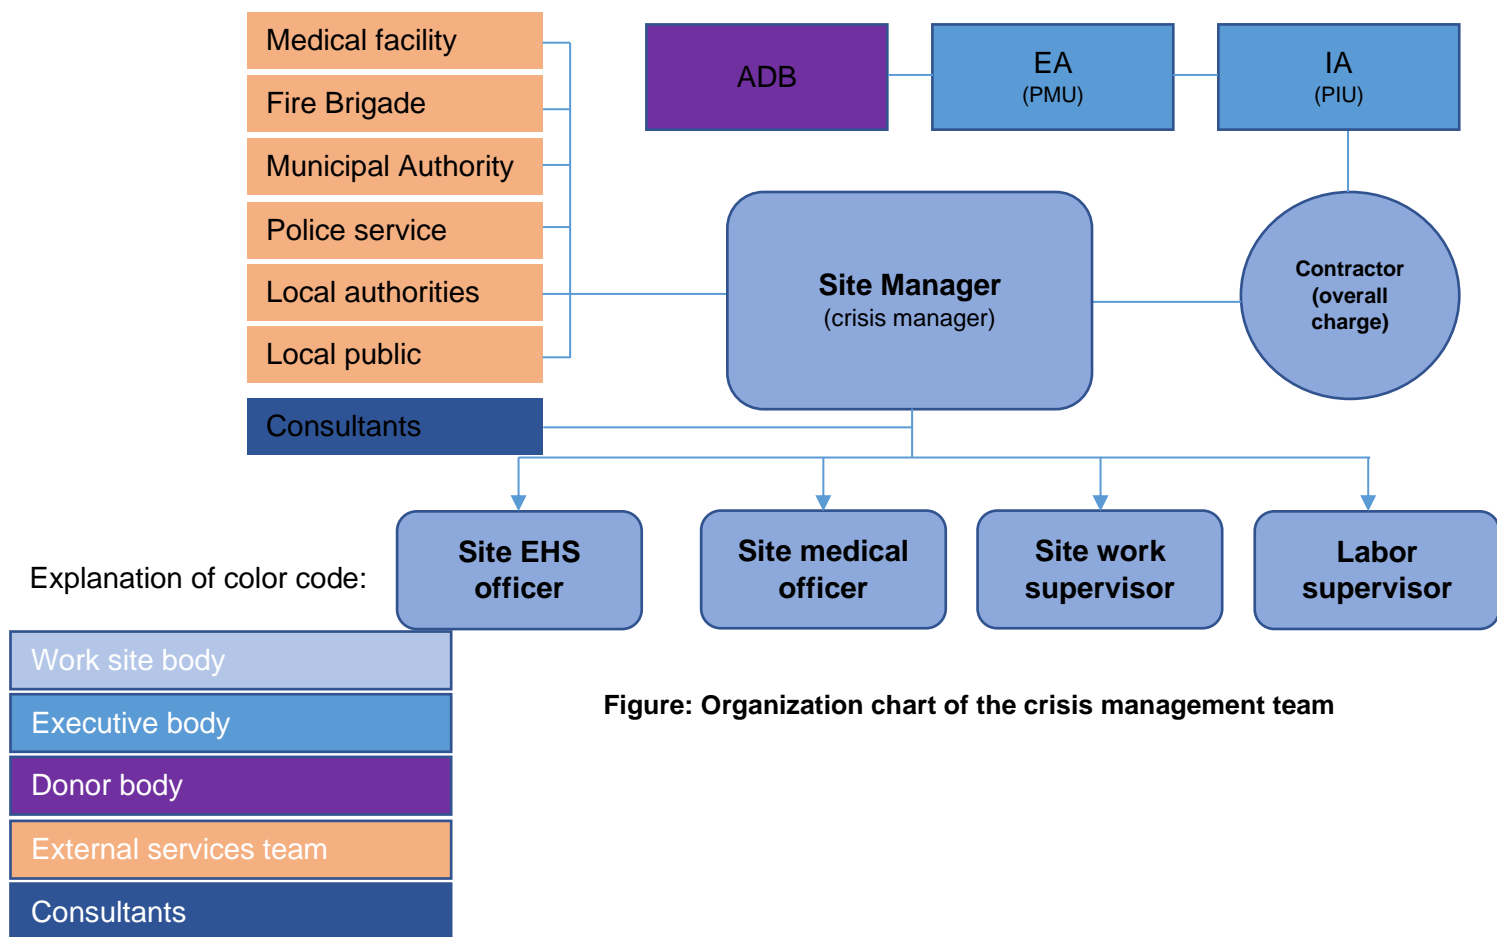 Medical facility
Fire Brigade
Municipal Authority
Police service
Local authorities
Local public
Consultants
ADB
EA
(PMU)
IA
(PIU)
Site Manager
(crisis manager)
Contractor
(overall
charge)
Site EHS
officer
Site medical
officer
Site work
supervisor
Labor
supervisor
Explanation of color code:
Work site body
Executive body
Donor body
External services team
Consultants
Figure: Organization chart of the crisis management team